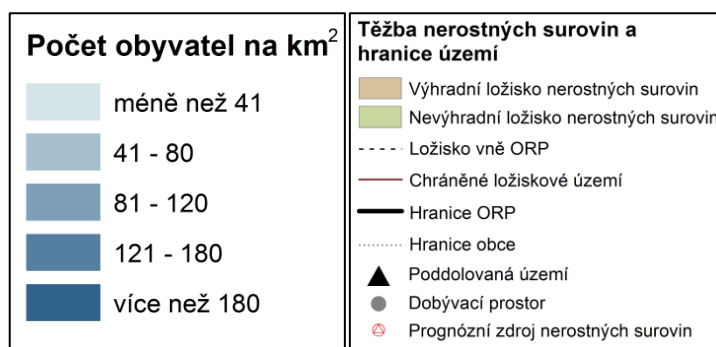 Počet obyvatel na km²
méně než 41
41 - 80
81 - 120
121 - 180
více než 180
Těžba nerostných surovin a
hranice území
Výhradní ložisko nerostných surovin
Nevýhradní ložisko nerostných surovin
Ložisko vně ORP
Chráněné ložiskové území
Hranice ORP
Hranice obce
Poddolovaná území
Dobývací prostor
Prognózní zdroj nerostných surovin